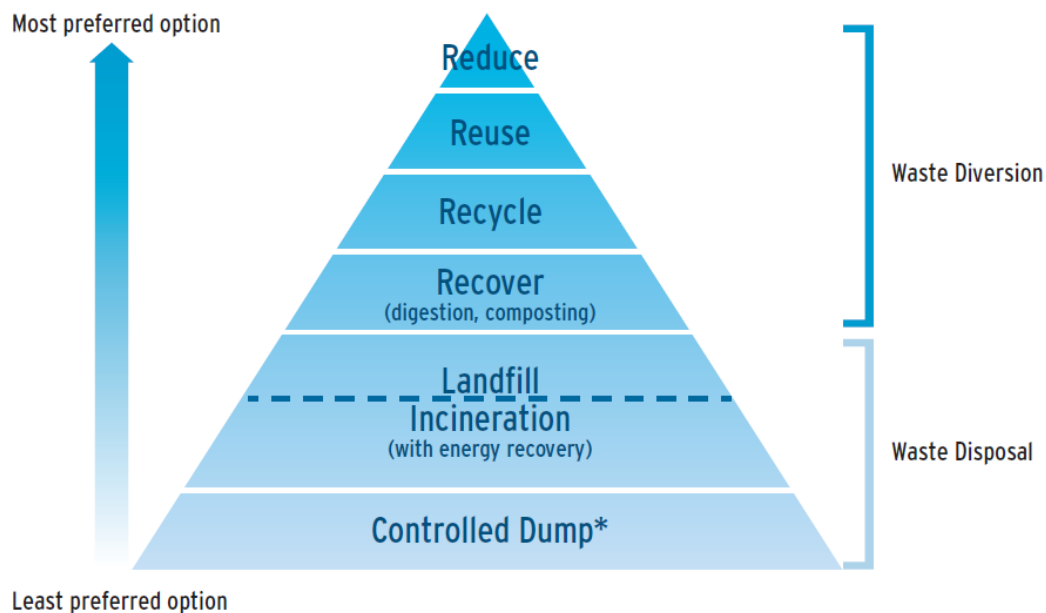 Most preferred option
Reduce
Reuse
Recycle
Recover
(digestion, composting)
Waste Diversion
Landfill
Incineration
(with energy recovery)
Waste Disposal
Controlled Dump*
Least preferred option